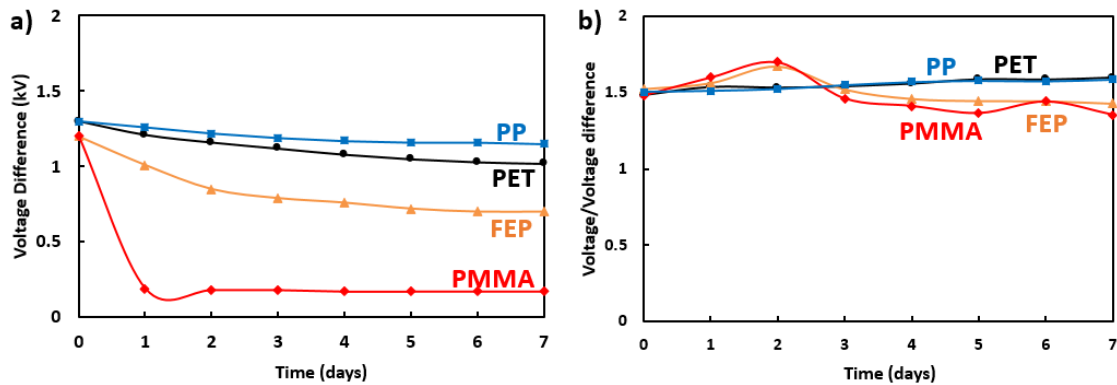 a)
Voltage Difference (kV)
2
1.5
1
0.5
0
PP
PET
FEP
PMMA
0 1 2 3 4 5 6 7
Time (days)
b)
Voltage/Voltage difference
2
1.5
1
0.5
0
PP
PET
PMMA
FEP
0 1 2 3 4 5 6 7
Time (days)